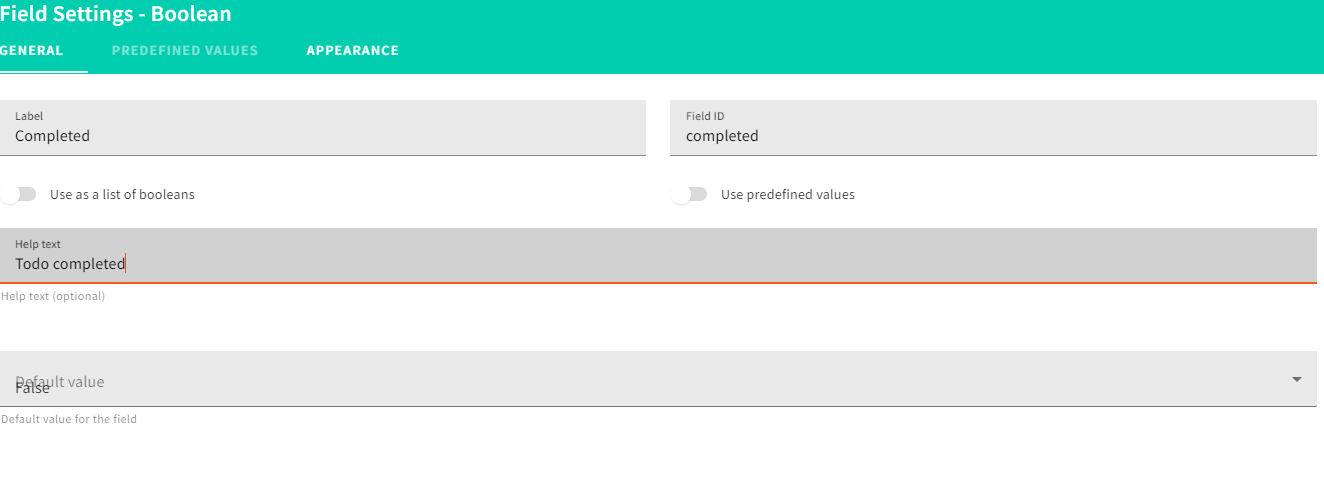 Field Settings - Boolean
GENERAL PREDEFINED VALUES APPEARANCE
Label
Completed
Field ID
completed
Use as a list of booleans
Use predefined values
Help text
Todo completed
Help text (optional)
Default value
False
Default value for the field